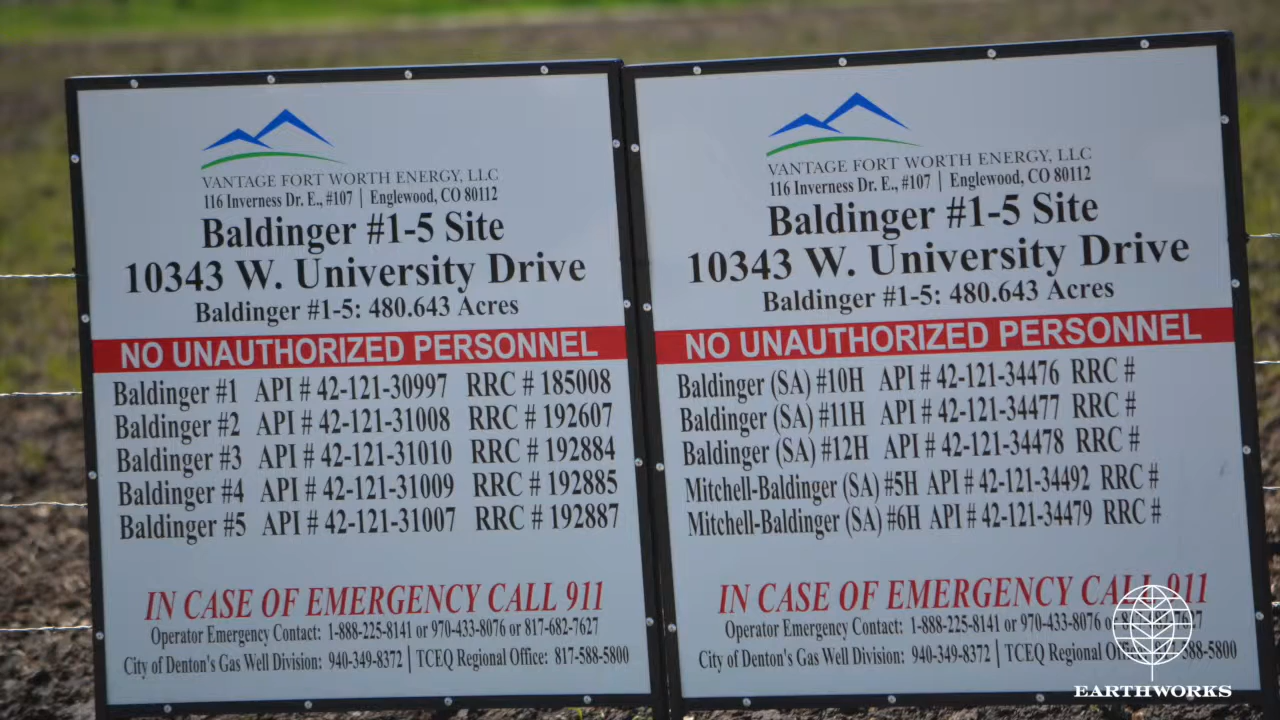 VANTAGE FORT WORTH ENERGY, LLC
116 Inverness Dr. E., #107 | Englewood, CO 80112
Baldinger #1-5 Site
10343 W. University Drive
Baldinger #1-5: 480.643 Acres
NO UNAUTHORIZED PERSONNEL
Baldinger #1 API # 42-121-30997 RRC # 185008
Baldinger #2 API # 42-121-31008 RRC # 192607
Baldinger #3 API # 42-121-31010 RRC # 192884
Baldinger #4 API # 42-121-31009 RRC # 192885
Baldinger #5 API # 42-121-31007 RRC # 192887
IN CASE OF EMERGENCY CALL 911
Operator Emergency Contact: 1-888-225-8141 or 970-433-8076 or 817-682-7627
City of Denton's Gas Well Division: 940-349-8372 | TCEQ Regional Office: 817-588-5800
VANTAGE FORT WORTH ENERGY, LLC
116 Inverness Dr. E., #107 | Englewood, CO 80112
Baldinger #1-5 Site
10343 W. University Drive
Baldinger #1-5: 480.643 Acres
NO UNAUTHORIZED PERSONNEL
Baldinger (SA) #10H API # 42-121-34476 RRC #
Baldinger (SA) #11H API # 42-121-34477 RRC #
Baldinger (SA) #12H API # 42-121-34478 RRC #
Mitchell-Baldinger (SA) #5H API # 42-121-34492 RRC #
Mitchell-Baldinger (SA) #6H API # 42-121-34479 RRC #
IN CASE OF EMERGENCY CALL 911
Operator Emergency Contact: 1-888-225-8141 or 970-433-8076 or
City of Denton's Gas Well Division: 940-349-8372 | TCEQ Regional
EARTHWORKS